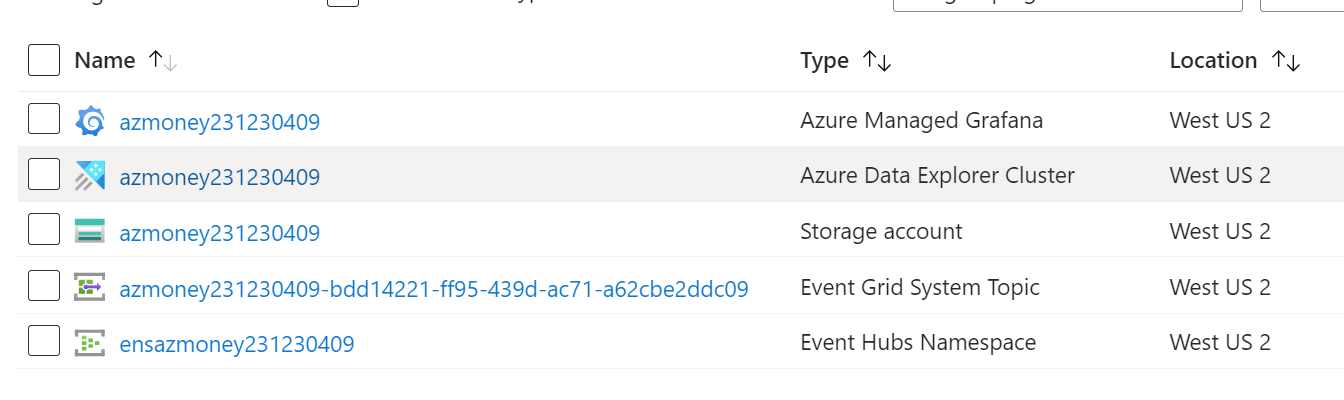 Name Type Location
azmoney231230409 Azure Managed Grafana West US 2
azmoney231230409 Azure Data Explorer Cluster West US 2
azmoney231230409 Storage account West US 2
azmoney231230409-bdd14221-ff95-439d-ac71-a62cbe2ddc09 Event Grid System Topic West US 2
ensazmoney231230409 Event Hubs Namespace West US 2